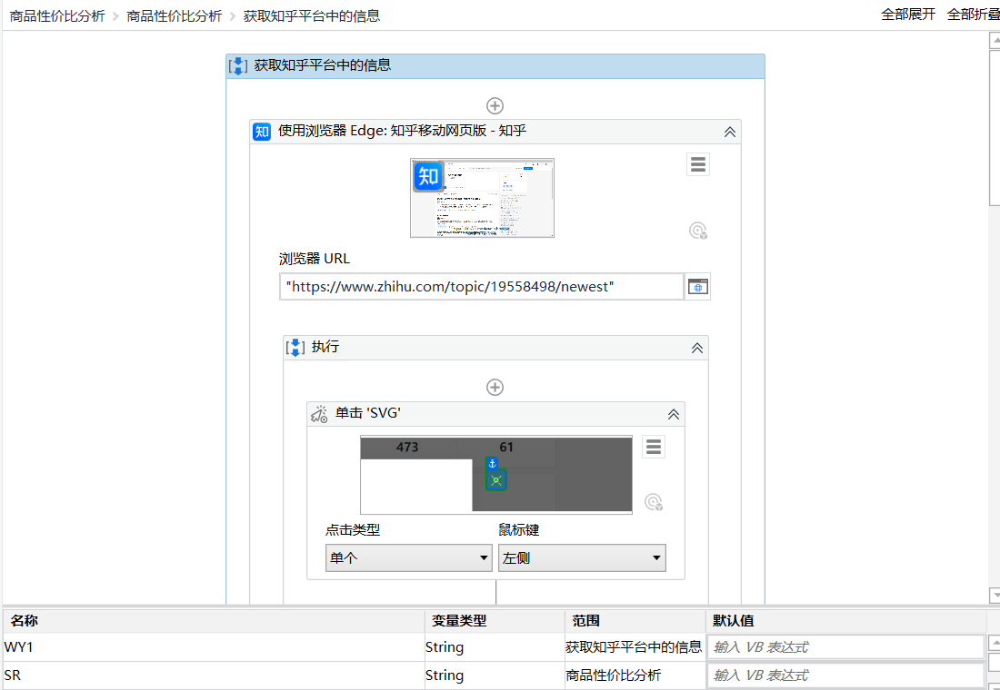 商品性价比分析 > 商品性价比分析 > 获取知乎平台中的信息 全部展开 全部折叠
获取知乎平台中的信息
知 使用浏览器 Edge: 知乎移动网页版 - 知乎
知
浏览器 URL
"https://www.zhihu.com/topic/19558498/newest"
执行
单击 'SVG'
473 61
点击类型 鼠标键
单个 左侧
名称 变量类型 范围 默认值
WY1 String 获取知乎平台中的信息 输入 VB 表达式
SR String 商品性价比分析 输入 VB 表达式